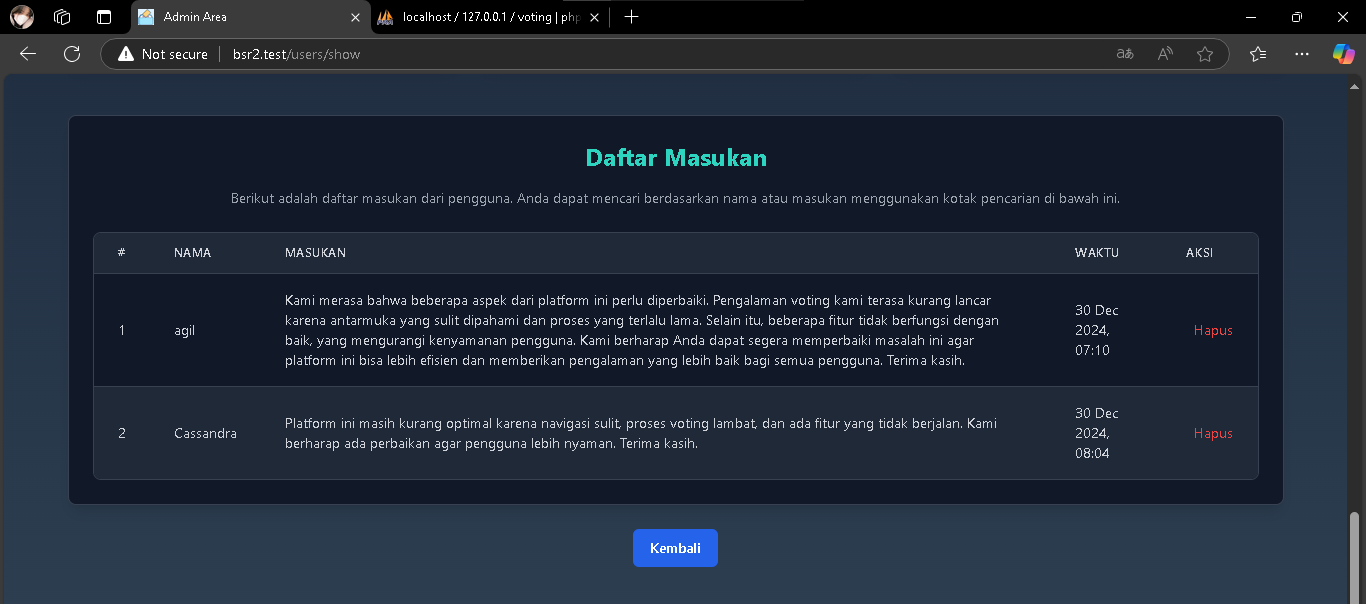 Admin Area
localhost / 127.0.0.1 / voting | php
Not secure
bsr2.test/users/show
Daftar Masukan
Berikut adalah daftar masukan dari pengguna. Anda dapat mencari berdasarkan nama atau masukan menggunakan kotak pencarian di bawah ini.
# NAMA MASUKAN WAKTU AKSI
1
agil
Kami merasa bahwa beberapa aspek dari platform ini perlu diperbaiki. Pengalaman voting kami terasa kurang lancar
karena antarmuka yang sulit dipahami dan proses yang terlalu lama. Selain itu, beberapa fitur tidak berfungsi dengan
baik, yang mengurangi kenyamanan pengguna. Kami berharap Anda dapat segera memperbaiki masalah ini agar
platform ini bisa lebih efisien dan memberikan pengalaman yang lebih baik bagi semua pengguna. Terima kasih.
30 Dec
2024,
07:10
Hapus
2
Cassandra
Platform ini masih kurang optimal karena navigasi sulit, proses voting lambat, dan ada fitur yang tidak berjalan. Kami
berharap ada perbaikan agar pengguna lebih nyaman. Terima kasih.
30 Dec
2024,
08:04
Hapus
Kembali